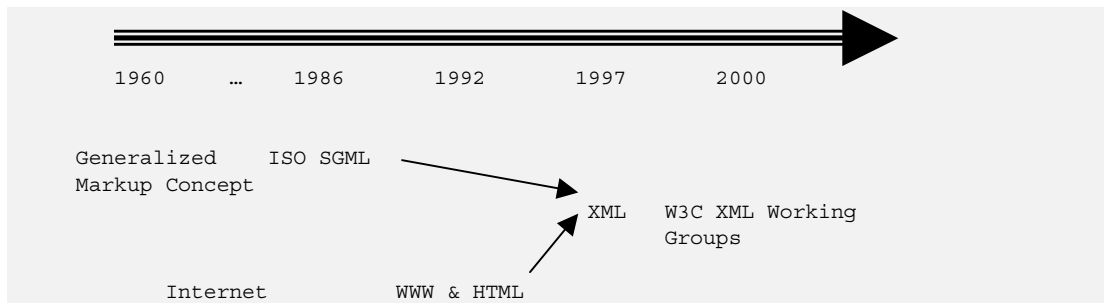 1960 … 1986 1992 1997 2000
Generalized ISO SGML
Markup Concept
XML W3C XML Working
Groups
Internet WWW & HTML